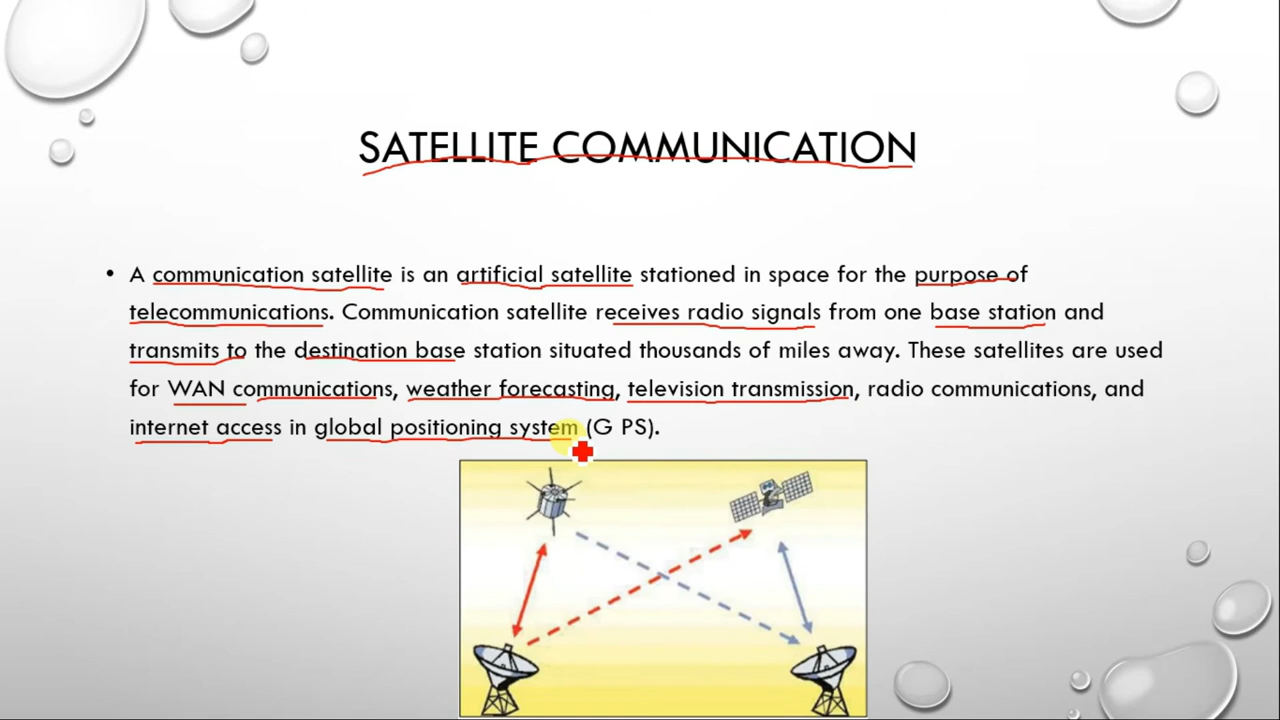 SATELLITE COMMUNICATION
• A communication satellite is an artificial satellite stationed in space for the purpose of
telecommunications. Communication satellite receives radio signals from one base station and
transmits to the destination base station situated thousands of miles away. These satellites are used
for WAN communications, weather forecasting, television transmission, radio communications, and
internet access in global positioning system (G PS).